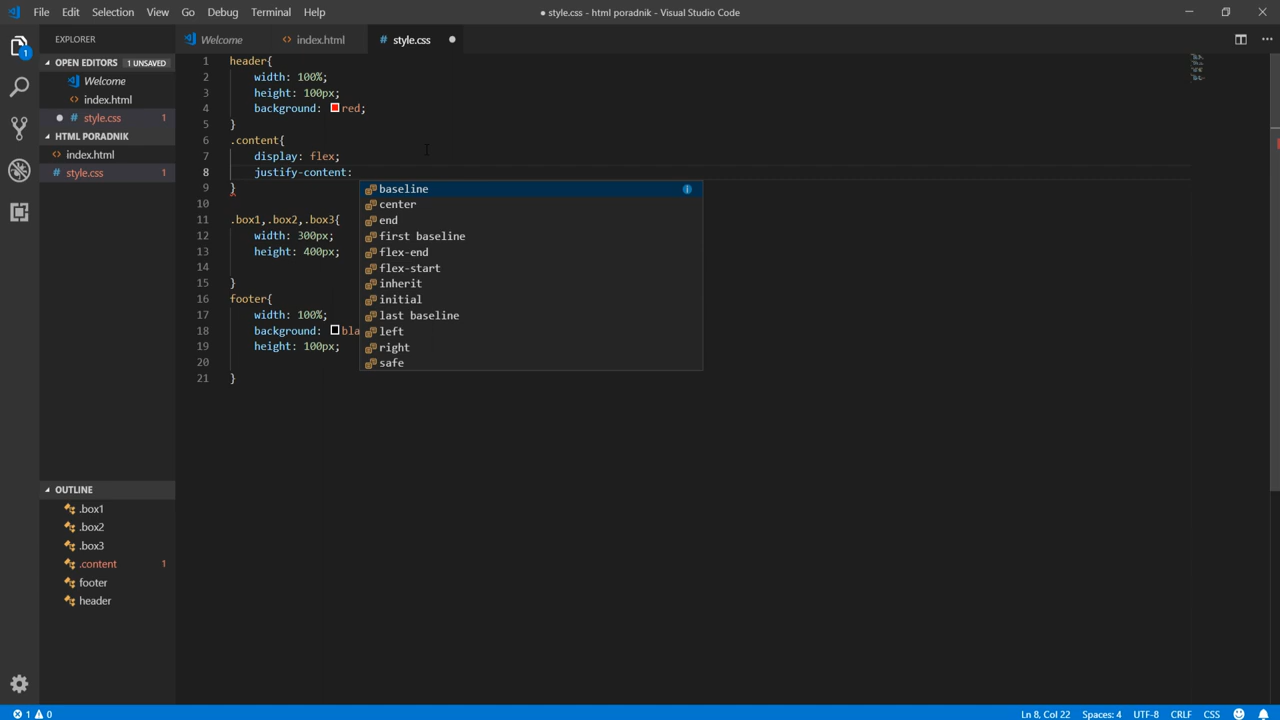 File Edit Selection View Go Debug Terminal Help
● style.css - html poradnik - Visual Studio Code
EXPLORER
OPEN EDITORS 1 UNSAVED
Welcome
index.html
# style.css 1
HTML PORADNIK
index.html
# style.css 1
OUTLINE
.box1
.box2
.box3
.content 1
footer
header
Welcome index.html # style.css
1 header{
2 width: 100%;
3 height: 100px;
4 background: red;
5 }
6 .content{
7 display: flex;
8 justify-content:
9 }
10
11 .box1,.box2,.box3{
12 width: 300px;
13 height: 400px;
14
15 }
16 footer{
17 width: 100%;
18 background: bla
19 height: 100px;
20
21 }
baseline
center
end
first baseline
flex-end
flex-start
inherit
initial
last baseline
left
right
safe
1 0 Ln 8, Col 22 Spaces: 4 UTF-8 CRLF CSS